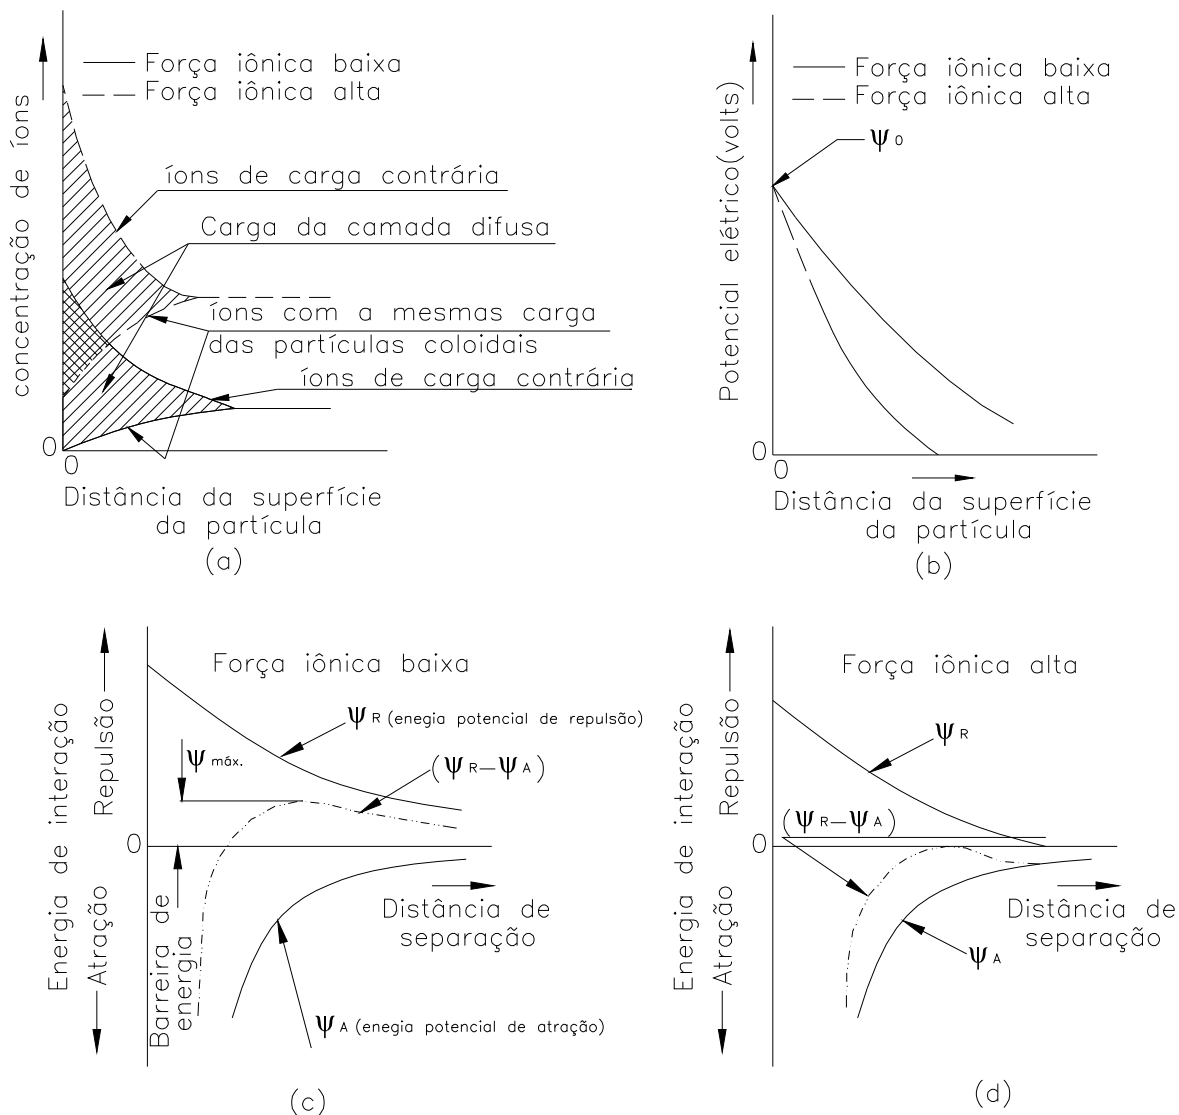 Força iônica baixa
Força iônica alta
concentração de íons
íons de carga contrária
Carga da camada difusa
íons com a mesmas carga
das partículas coloidais
íons de carga contrária
0
0
Distância da superfície
da partícula
(a)
Força iônica baixa
Força iônica alta
Potencial elétrico(volts)
Ψ0
0
0
Distância da superfície
da partícula
(b)
Força iônica baixa
Energia de interação
Repulsão
Atração
ΨR (enegia potencial de repulsão)
Ψmáx.
(ΨR–ΨA)
0
Barreira de
energia
Distância de
separação
ΨA (enegia potencial de atração)
(c)
Força iônica alta
Energia de interação
Repulsão
Atração
ΨR
(ΨR–ΨA)
0
Distância de
separação
ΨA
(d)